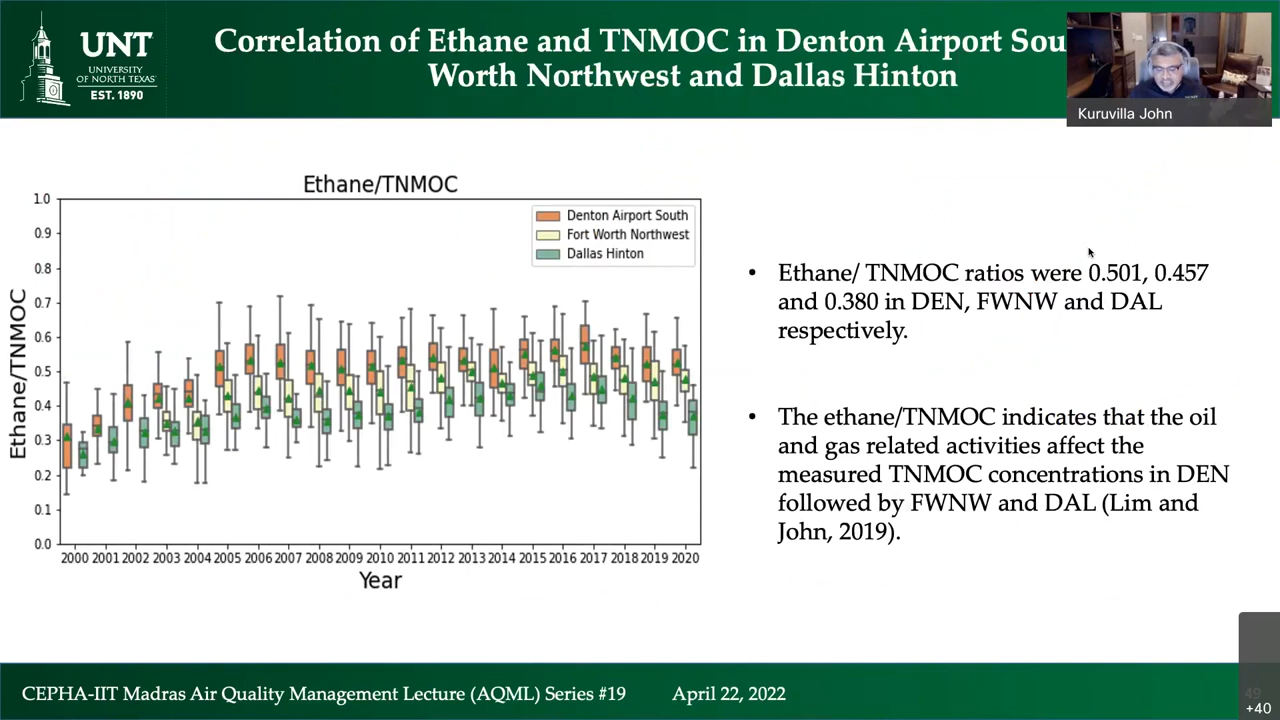 UNT
UNIVERSITY
OF NORTH TEXAS
EST. 1890
Correlation of Ethane and TNMOC in Denton Airport Sou
Worth Northwest and Dallas Hinton
Kuruvilla John
Ethane/TNMOC
Denton Airport South
Fort Worth Northwest
Dallas Hinton
Ethane/TNMOC
1.0
0.9
0.8
0.7
0.6
0.5
0.4
0.3
0.2
0.1
0.0
2000 2001 2002 2003 2004 2005 2006 2007 2008 2009 2010 2011 2012 2013 2014 2015 2016 2017 2018 2019 2020
Year
• Ethane/ TNMOC ratios were 0.501, 0.457
and 0.380 in DEN, FWNW and DAL
respectively.
• The ethane/TNMOC indicates that the oil
and gas related activities affect the
measured TNMOC concentrations in DEN
followed by FWNW and DAL (Lim and
John, 2019).
CEPHA-IIT Madras Air Quality Management Lecture (AQML) Series #19 April 22, 2022
49
+40